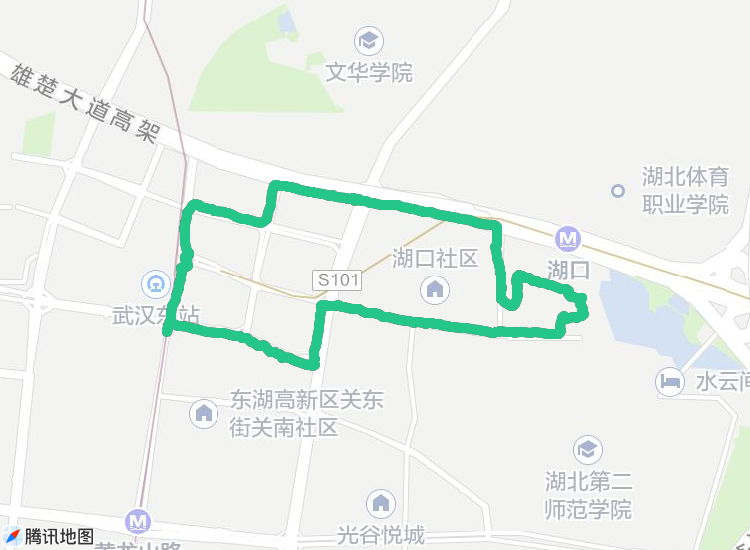 文华学院
雄楚大道高架
湖北体育
职业学院
湖口社区
湖口
S101
武汉东站
水云间
东湖高新区关东
街关南社区
湖北第二
师范学院
光谷悦城
黄龙山路
腾讯地图